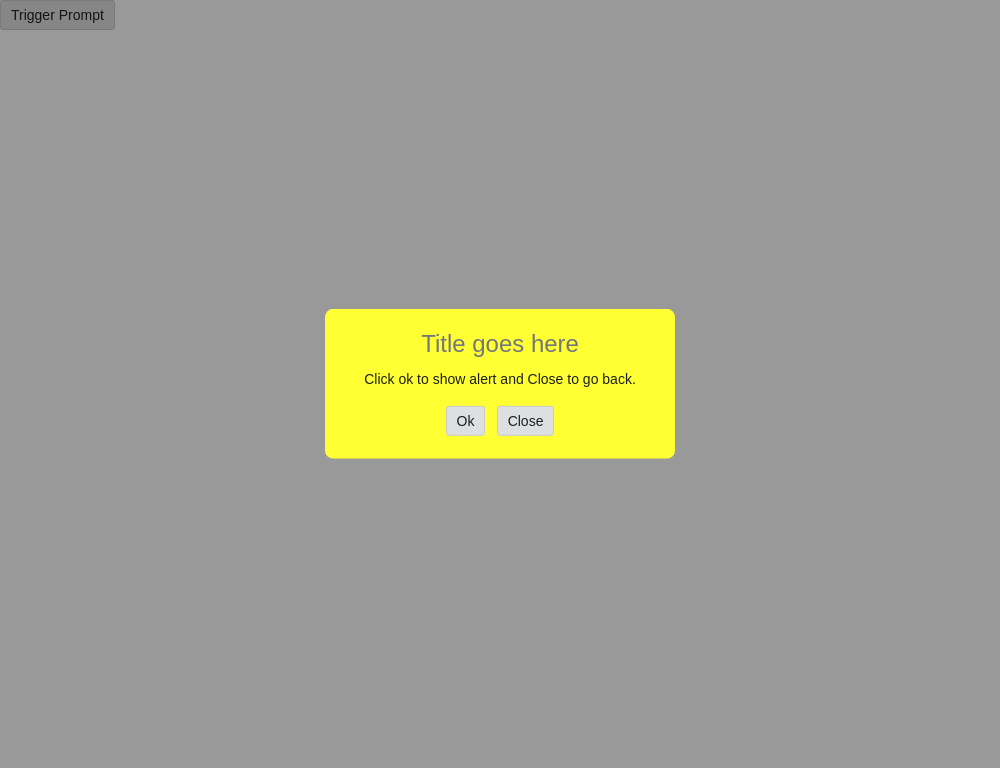 Trigger Prompt
Title goes here
Click ok to show alert and Close to go back.
Ok Close